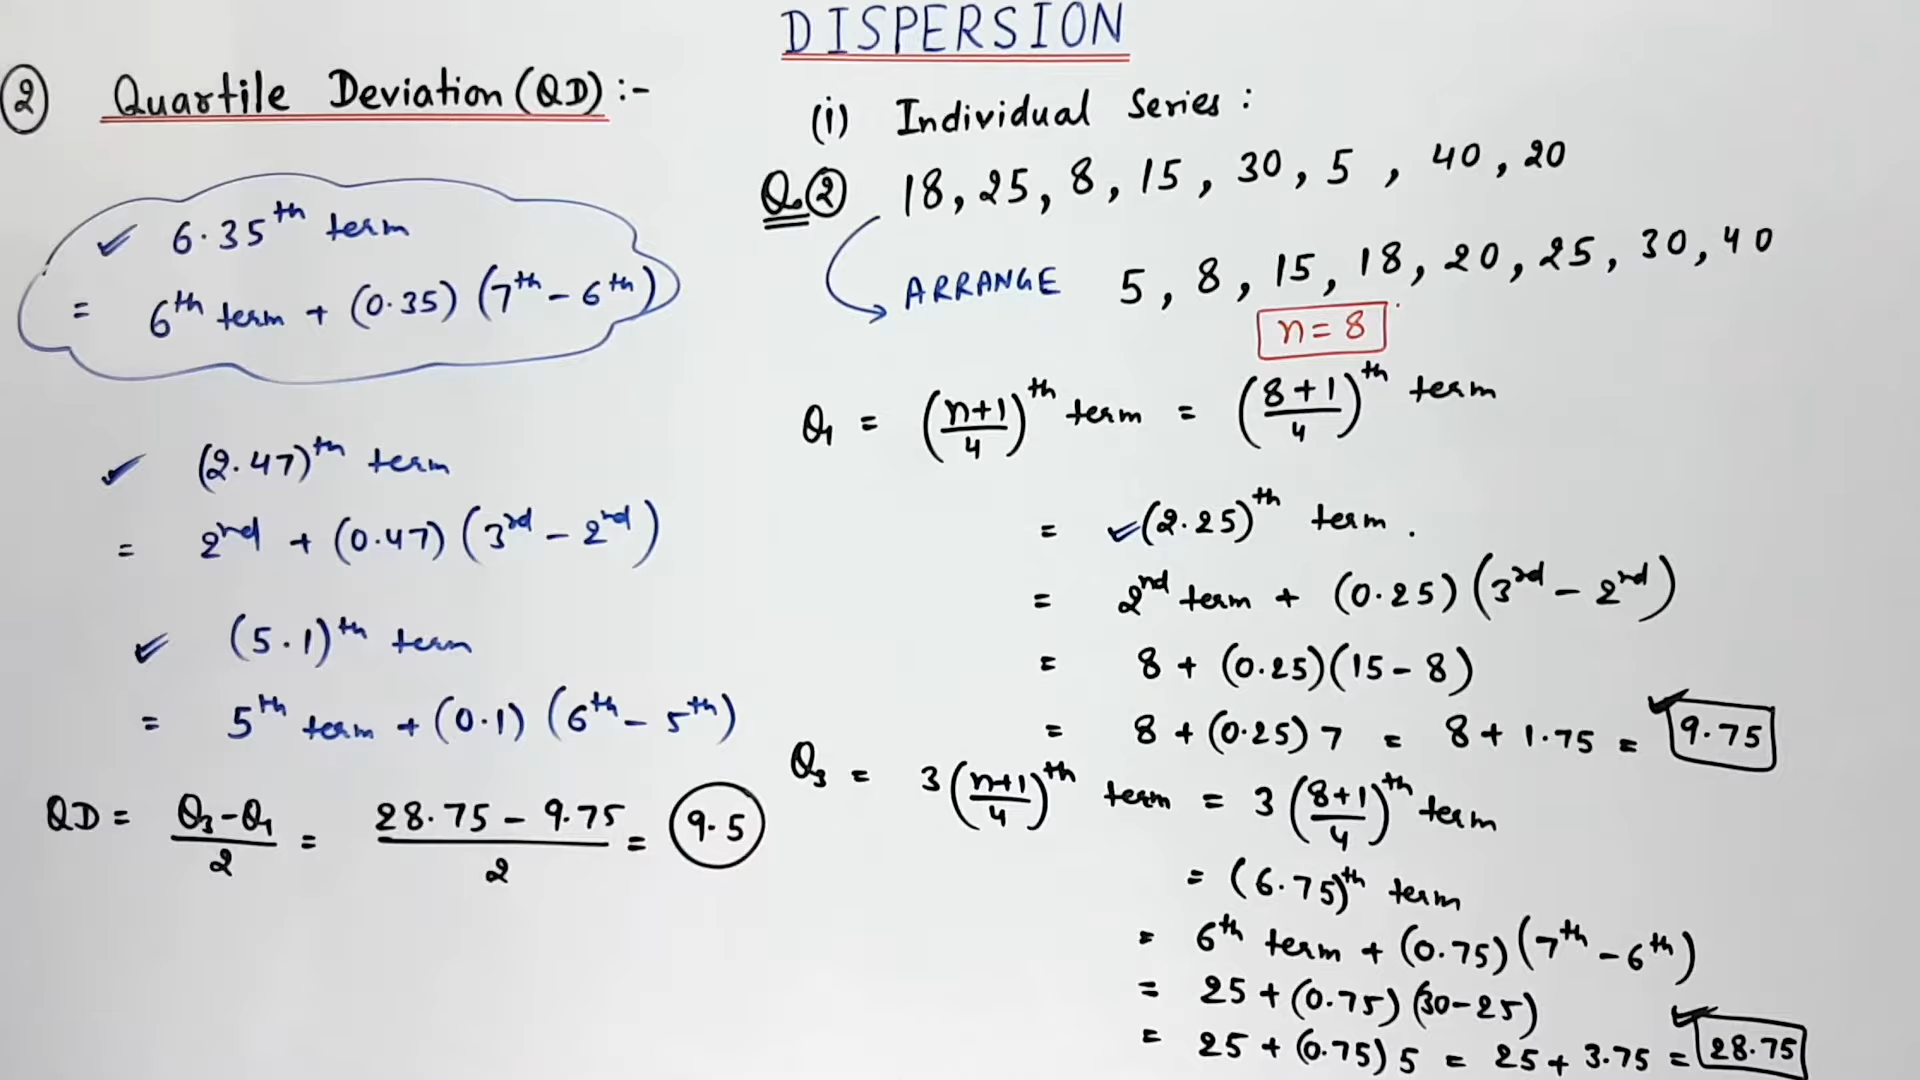 DISPERSION
② Quartile Deviation (QD) :-
✓ 6.35th term
= 6th term + (0.35) (7th - 6th)
✓ (2.47)th term
= 2nd + (0.47) (3rd - 2nd)
✓ (5.1)th term
= 5th term + (0.1) (6th - 5th)
QD = Q3-Q1/2 = 28.75 - 9.75/2 = 9.5
(i) Individual Series :
Q.② 18, 25, 8, 15, 30, 5, 40, 20
ARRANGE 5, 8, 15, 18, 20, 25, 30, 40
n = 8
Q1 = (n+1/4)th term = (8+1/4)th term
= ✓(2.25)th term.
= 2nd term + (0.25) (3rd - 2nd)
= 8 + (0.25)(15 - 8)
= 8 + (0.25) 7 = 8 + 1.75 = 9.75
Q3 = 3 (n+1/4)th term = 3 (8+1/4)th term
= (6.75)th term
= 6th term + (0.75) (7th - 6th)
= 25 + (0.75) (30-25)
= 25 + (0.75) 5 = 25 + 3.75 = 28.75